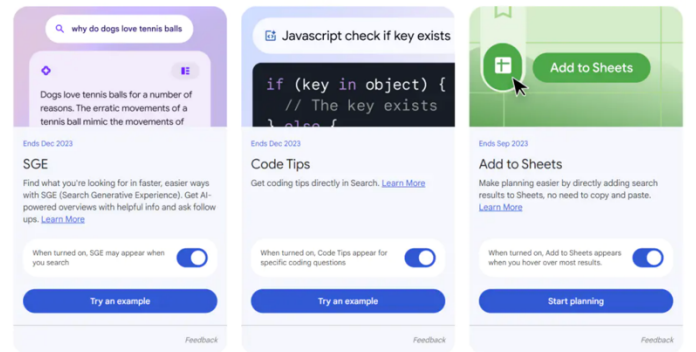 why do dogs love tennis balls
Dogs love tennis balls for a number of
reasons. The erratic movements of a
tennis ball mimic the movements of
Ends Dec 2023
SGE
Find what you're looking for in faster, easier ways
with SGE (Search Generative Experience). Get AI-
powered overviews with helpful info and ask follow
ups. Learn More
When turned on, SGE may appear when
you search
Try an example
Feedback
Javascript check if key exists
if (key in object) {
// The key exists
} else {
Ends Dec 2023
Code Tips
Get coding tips directly in Search. Learn More
When turned on, Code Tips appear for
specific coding questions
Try an example
Feedback
Add to Sheets
Ends Sep 2023
Add to Sheets
Make planning easier by directly adding search
results to Sheets, no need to copy and paste.
Learn More
When turned on, Add to Sheets appears
when you hover over most results.
Start planning
Feedback